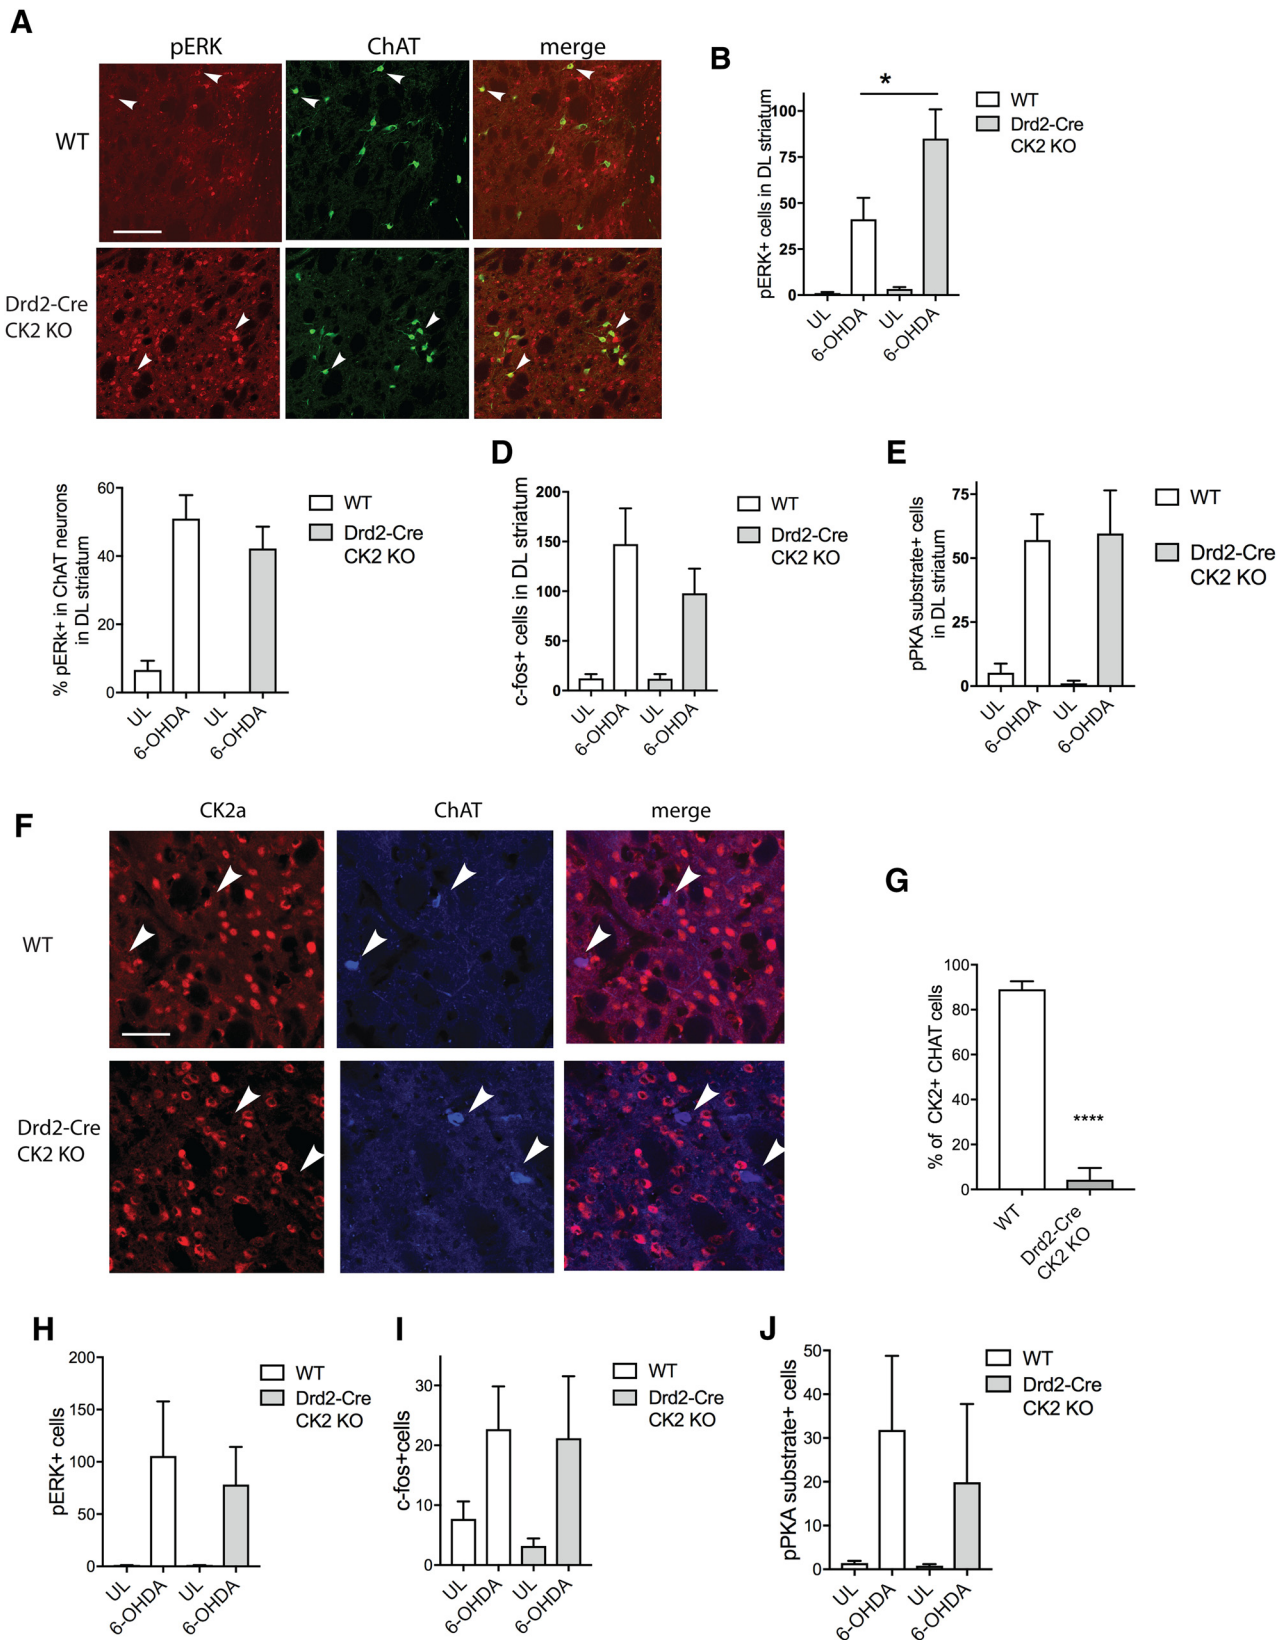 A
pERK
ChAT
merge
WT
Drd2-Cre
CK2 KO
B
pERK+ cells in DL striatum
100
75
50
25
0
*
UL
6-OHDA
UL
6-OHDA
WT
Drd2-Cre
CK2 KO
% pERk+ in ChAT neurons
in DL striatum
60
40
20
0
UL
6-OHDA
UL
6-OHDA
WT
Drd2-Cre
CK2 KO
D
c-fos+ cells in DL striatum
200
150
100
50
0
UL
6-OHDA
UL
6-OHDA
WT
Drd2-Cre
CK2 KO
E
pPKA substrate+ cells
in DL striatum
75
50
25
0
UL
6-OHDA
UL
6-OHDA
WT
Drd2-Cre
CK2 KO
F
CK2a
ChAT
merge
WT
Drd2-Cre
CK2 KO
G
% of CK2+ CHAT cells
100
80
60
40
20
0
****
WT
Drd2-Cre
CK2 KO
H
pERK+ cells
200
150
100
50
0
UL
6-OHDA
UL
6-OHDA
WT
Drd2-Cre
CK2 KO
I
c-fos+cells
30
20
10
0
UL
6-OHDA
UL
6-OHDA
WT
Drd2-Cre
CK2 KO
J
pPKA substrate+ cells
50
40
30
20
10
0
UL
6-OHDA
UL
6-OHDA
WT
Drd2-Cre
CK2 KO